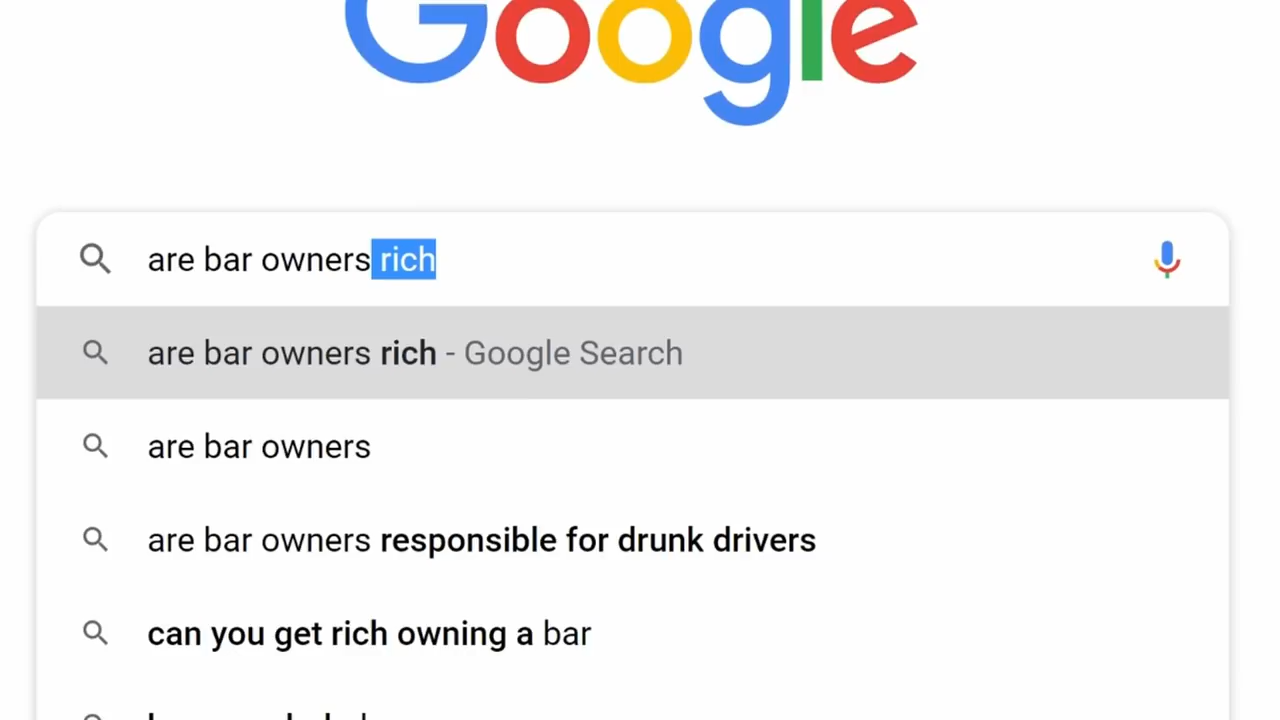 Google
are bar owners rich
are bar owners rich - Google Search
are bar owners
are bar owners responsible for drunk drivers
can you get rich owning a bar